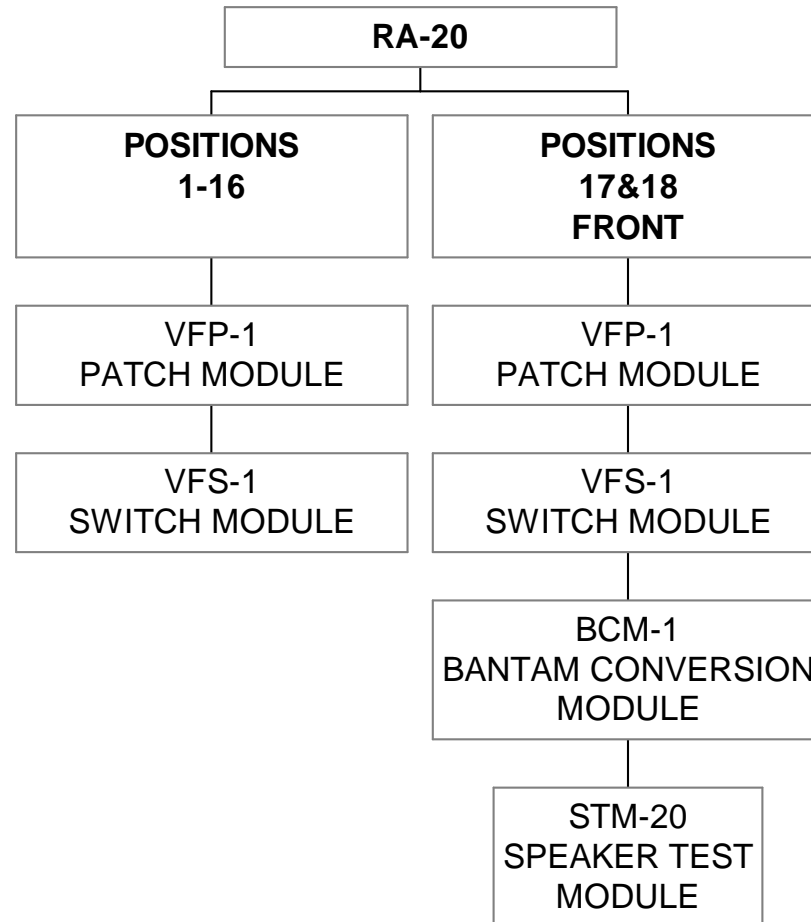 RA-20
POSITIONS
1-16
POSITIONS
17&18
FRONT
VFP-1
PATCH MODULE
VFP-1
PATCH MODULE
VFS-1
SWITCH MODULE
VFS-1
SWITCH MODULE
BCM-1
BANTAM CONVERSION
MODULE
STM-20
SPEAKER TEST
MODULE